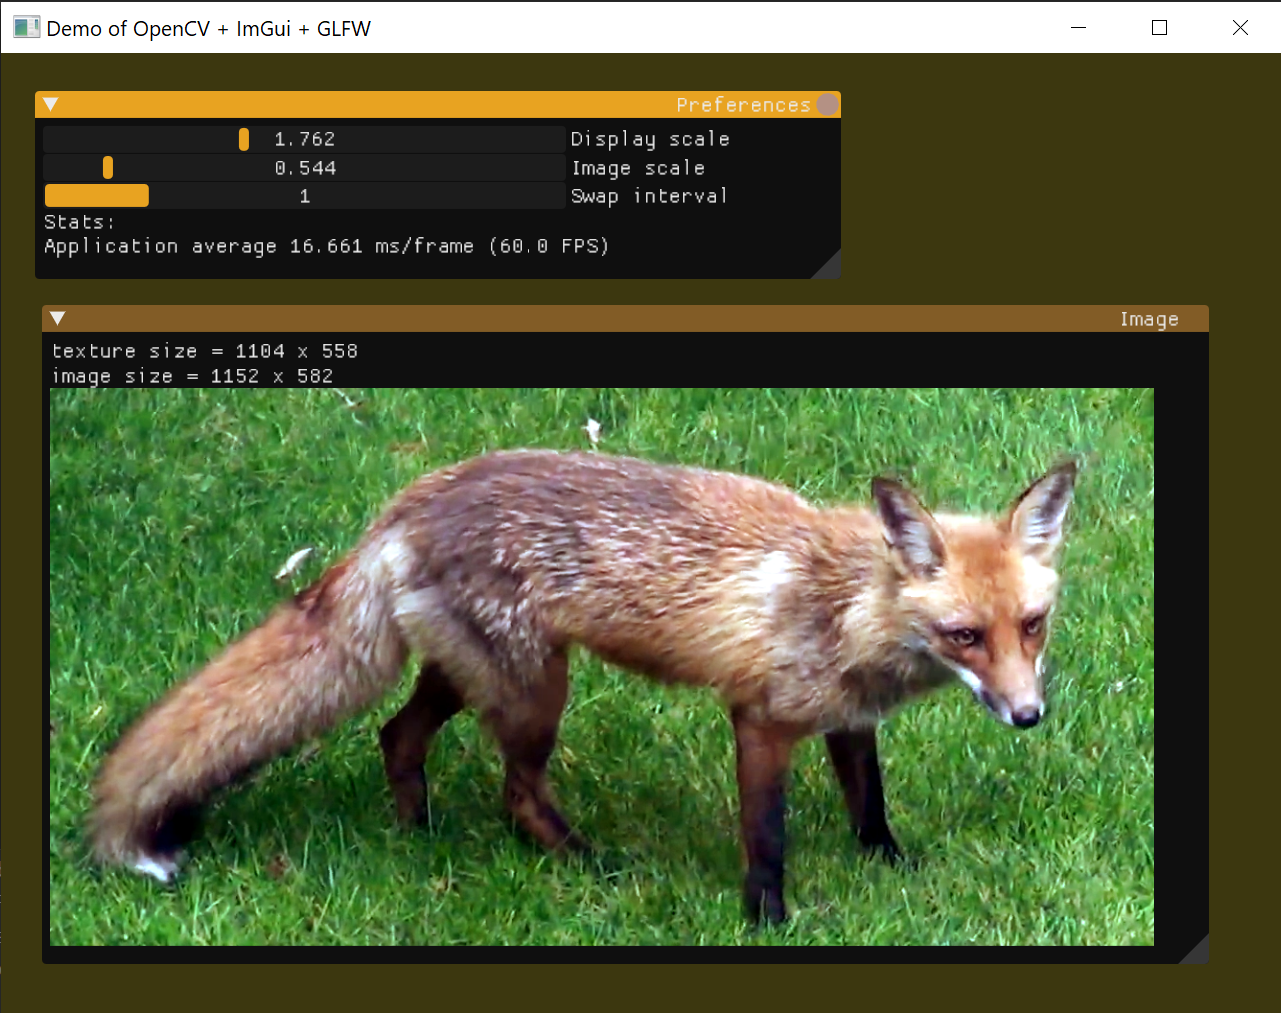 Demo of OpenCV + ImGui + GLFW
Preferences
1.762 Display scale
0.544 Image scale
1 Swap interval
Stats:
Application average 16.661 ms/frame (60.0 FPS)
Image
texture size = 1104 x 558
image size = 1152 x 582